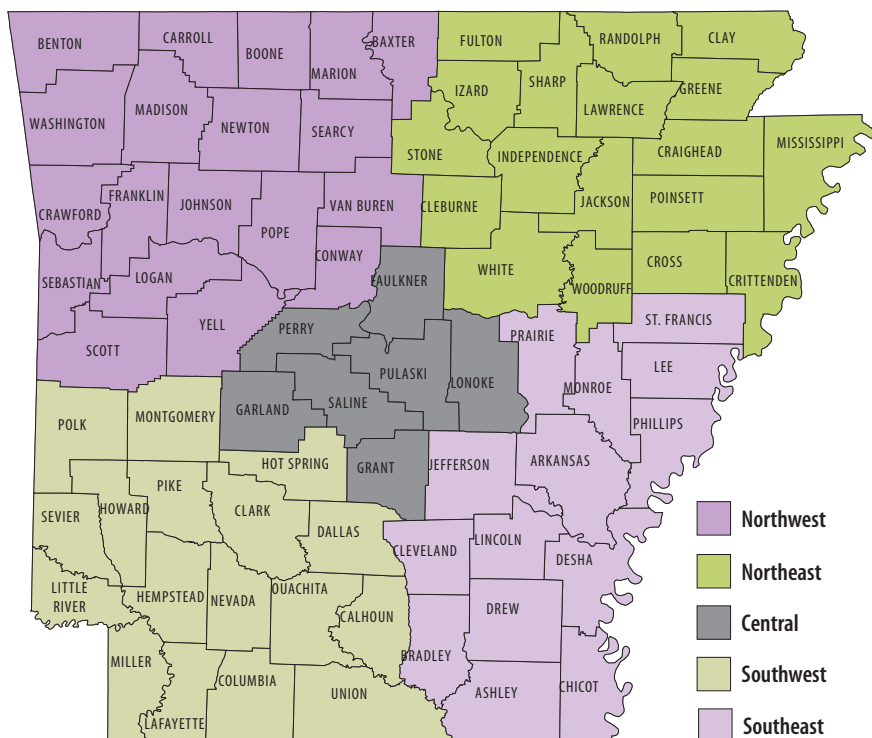 BENTON
CARROLL
BOONE
MARION
BAXTER
FULTON
RANDOLPH
CLAY
IZARD
SHARP
LAWRENCE
GREENE
WASHINGTON
MADISON
NEWTON
SEARCY
STONE
INDEPENDENCE
CRAIGHEAD
MISSISSIPPI
CRAWFORD
FRANKLIN
JOHNSON
POPE
VAN BUREN
CLEBURNE
JACKSON
POINSETT
SEBASTIAN
LOGAN
CONWAY
FAULKNER
WHITE
WOODRUFF
CROSS
CRITTENDEN
SCOTT
YELL
PERRY
PULASKI
LONOKE
PRAIRIE
ST. FRANCIS
LEE
MONROE
PHILLIPS
POLK
MONTGOMERY
GARLAND
SALINE
HOT SPRING
GRANT
JEFFERSON
ARKANSAS
SEVIER
HOWARD
PIKE
CLARK
DALLAS
CLEVELAND
LINCOLN
DESHA
LITTLE
RIVER
HEMPSTEAD
NEVADA
OUACHITA
CALHOUN
BRADLEY
DREW
MILLER
LAFAYETTE
COLUMBIA
UNION
ASHLEY
CHICOT
Northwest
Northeast
Central
Southwest
Southeast